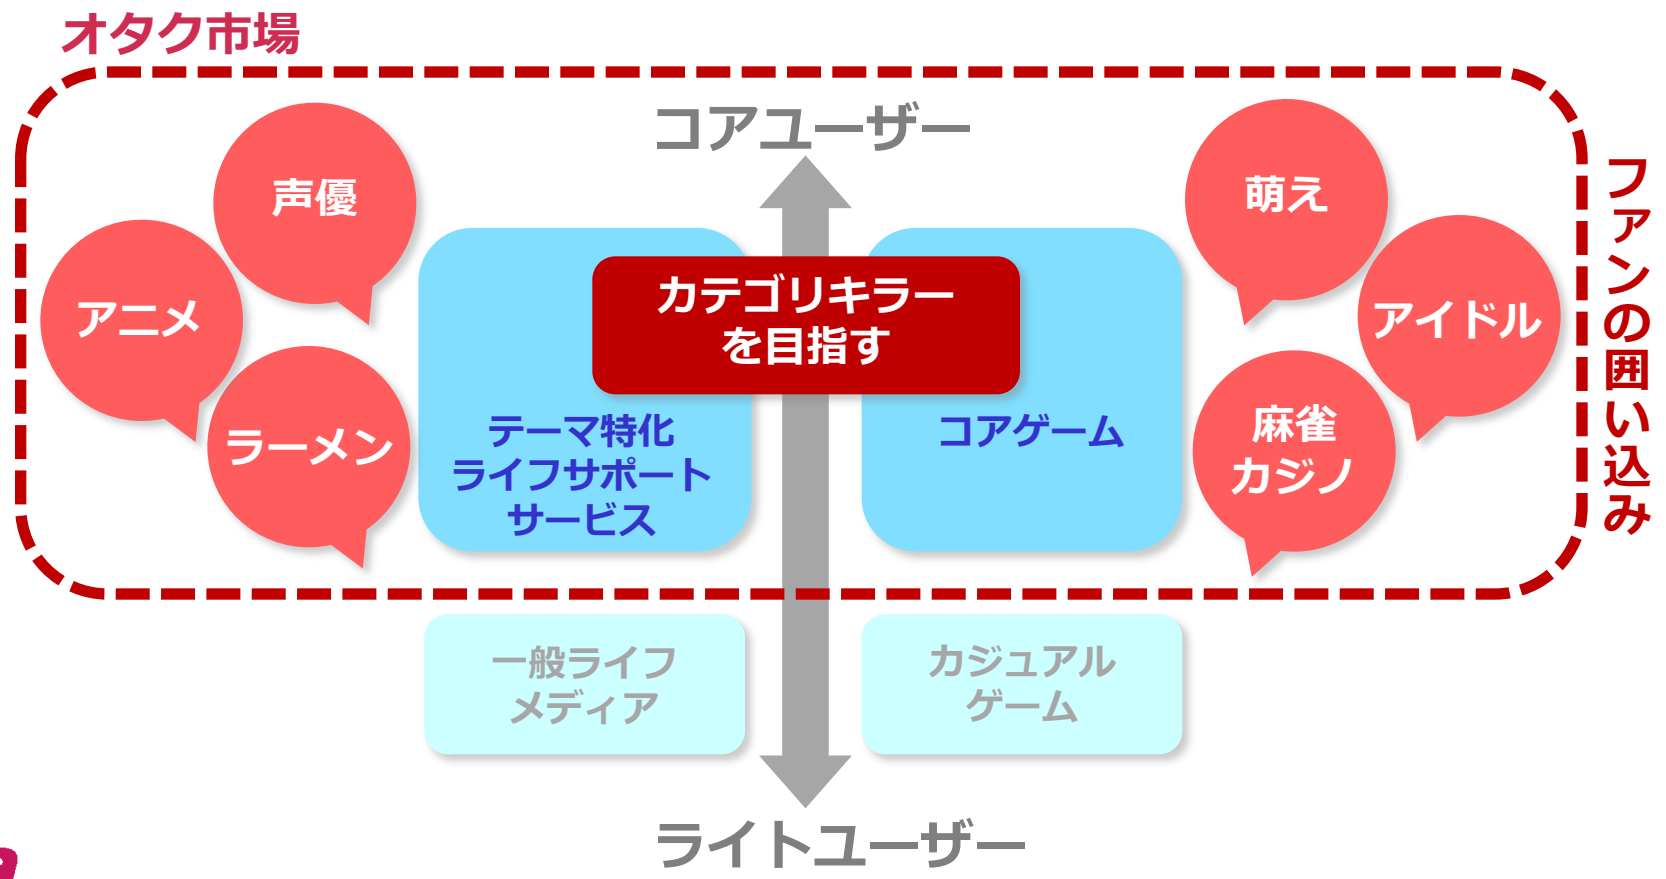 オタク市場
コアユーザー
声優
アニメ
ラーメン
萌え
アイドル
麻雀
カジノ
ファンの囲い込み
カテゴリキラー
を目指す
テーマ特化
ライフサポート
サービス
コアゲーム
一般ライフ
メディア
カジュアル
ゲーム
ライトユーザー